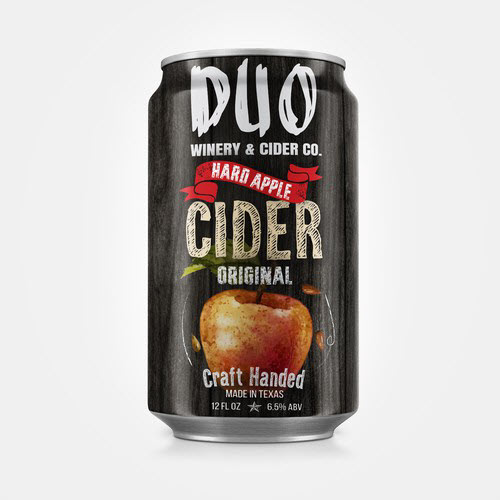 DUO
WINERY & CIDER CO.
HARD APPLE
CIDER
ORIGINAL
Craft Handed
MADE IN TEXAS
12 FL OZ ★ 6.5% ABV